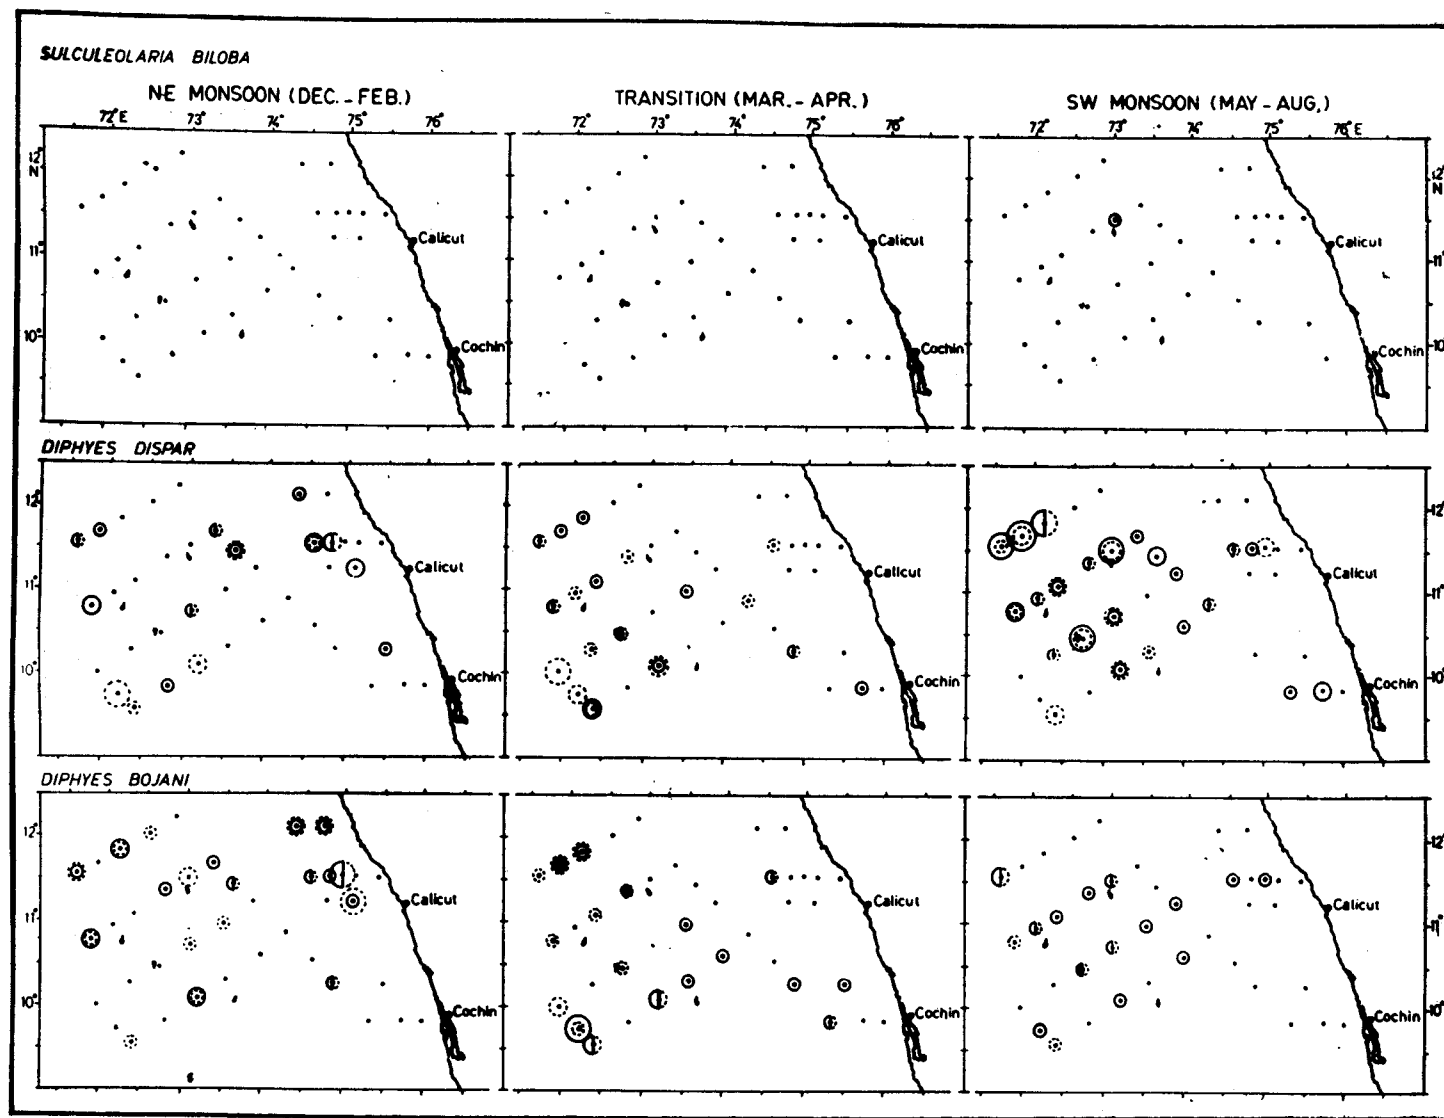 SULCULEOLARIA BILOBA
N-E MONSOON (DEC. - FEB.) TRANSITION (MAR. - APR.) SW MONSOON (MAY - AUG,)
72°E 73° 74° 75° 76° 72° 73° 74° 75° 76° 72° 73° 74° 75° 76°E
12° N 12° N
Calicut Calicut Calicut
11° 11°
10° 10°
Cochin Cochin Cochin
DIPHYES DISPAR
12° 12°
Calicut Calicut Calicut
11° 11°
10° 10°
Cochin Cochin Cochin
DIPHYES BOJANI
12° 12°
Calicut Calicut Calicut
11° 11°
10° 10°
Cochin Cochin Cochin